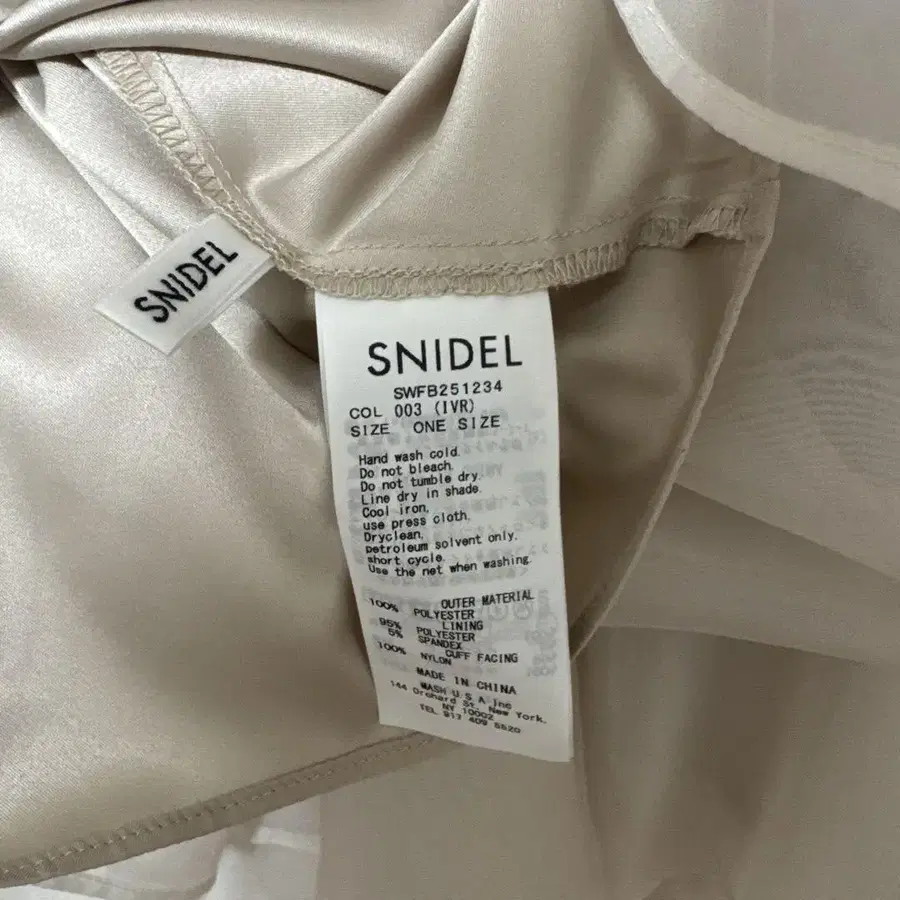 SNIDEL
SNIDEL
SWFB251234
COL 003 (IVR)
SIZE ONE SIZE
Hand wash cold.
Do not bleach.
Do not tumble dry.
Line dry in shade.
Cool iron,
use press cloth.
Dryclean,
petroleum solvent only.
short cycle.
Use the net when washing.
OUTER MATERIAL
100% POLYESTER
LINING
95% POLYESTER
5% SPANDEX
CUFF FACING
100% NYLON
MADE IN CHINA
MASH U.S.A Inc
144 Orchard St. New York.
NY 10002
TEL 917 409 5520